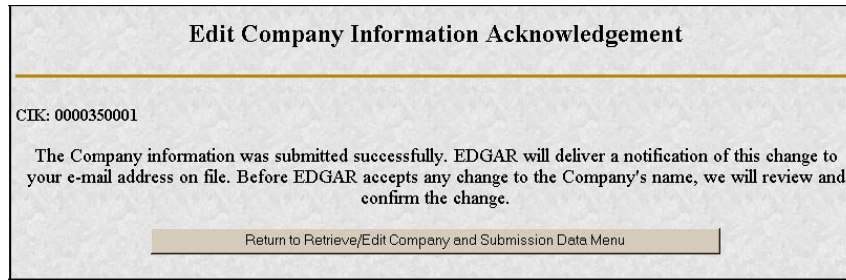 Edit Company Information Acknowledgement
CIK: 0000350001
The Company information was submitted successfully. EDGAR will deliver a notification of this change to
your e-mail address on file. Before EDGAR accepts any change to the Company's name, we will review and
confirm the change.
Return to Retrieve/Edit Company and Submission Data Menu